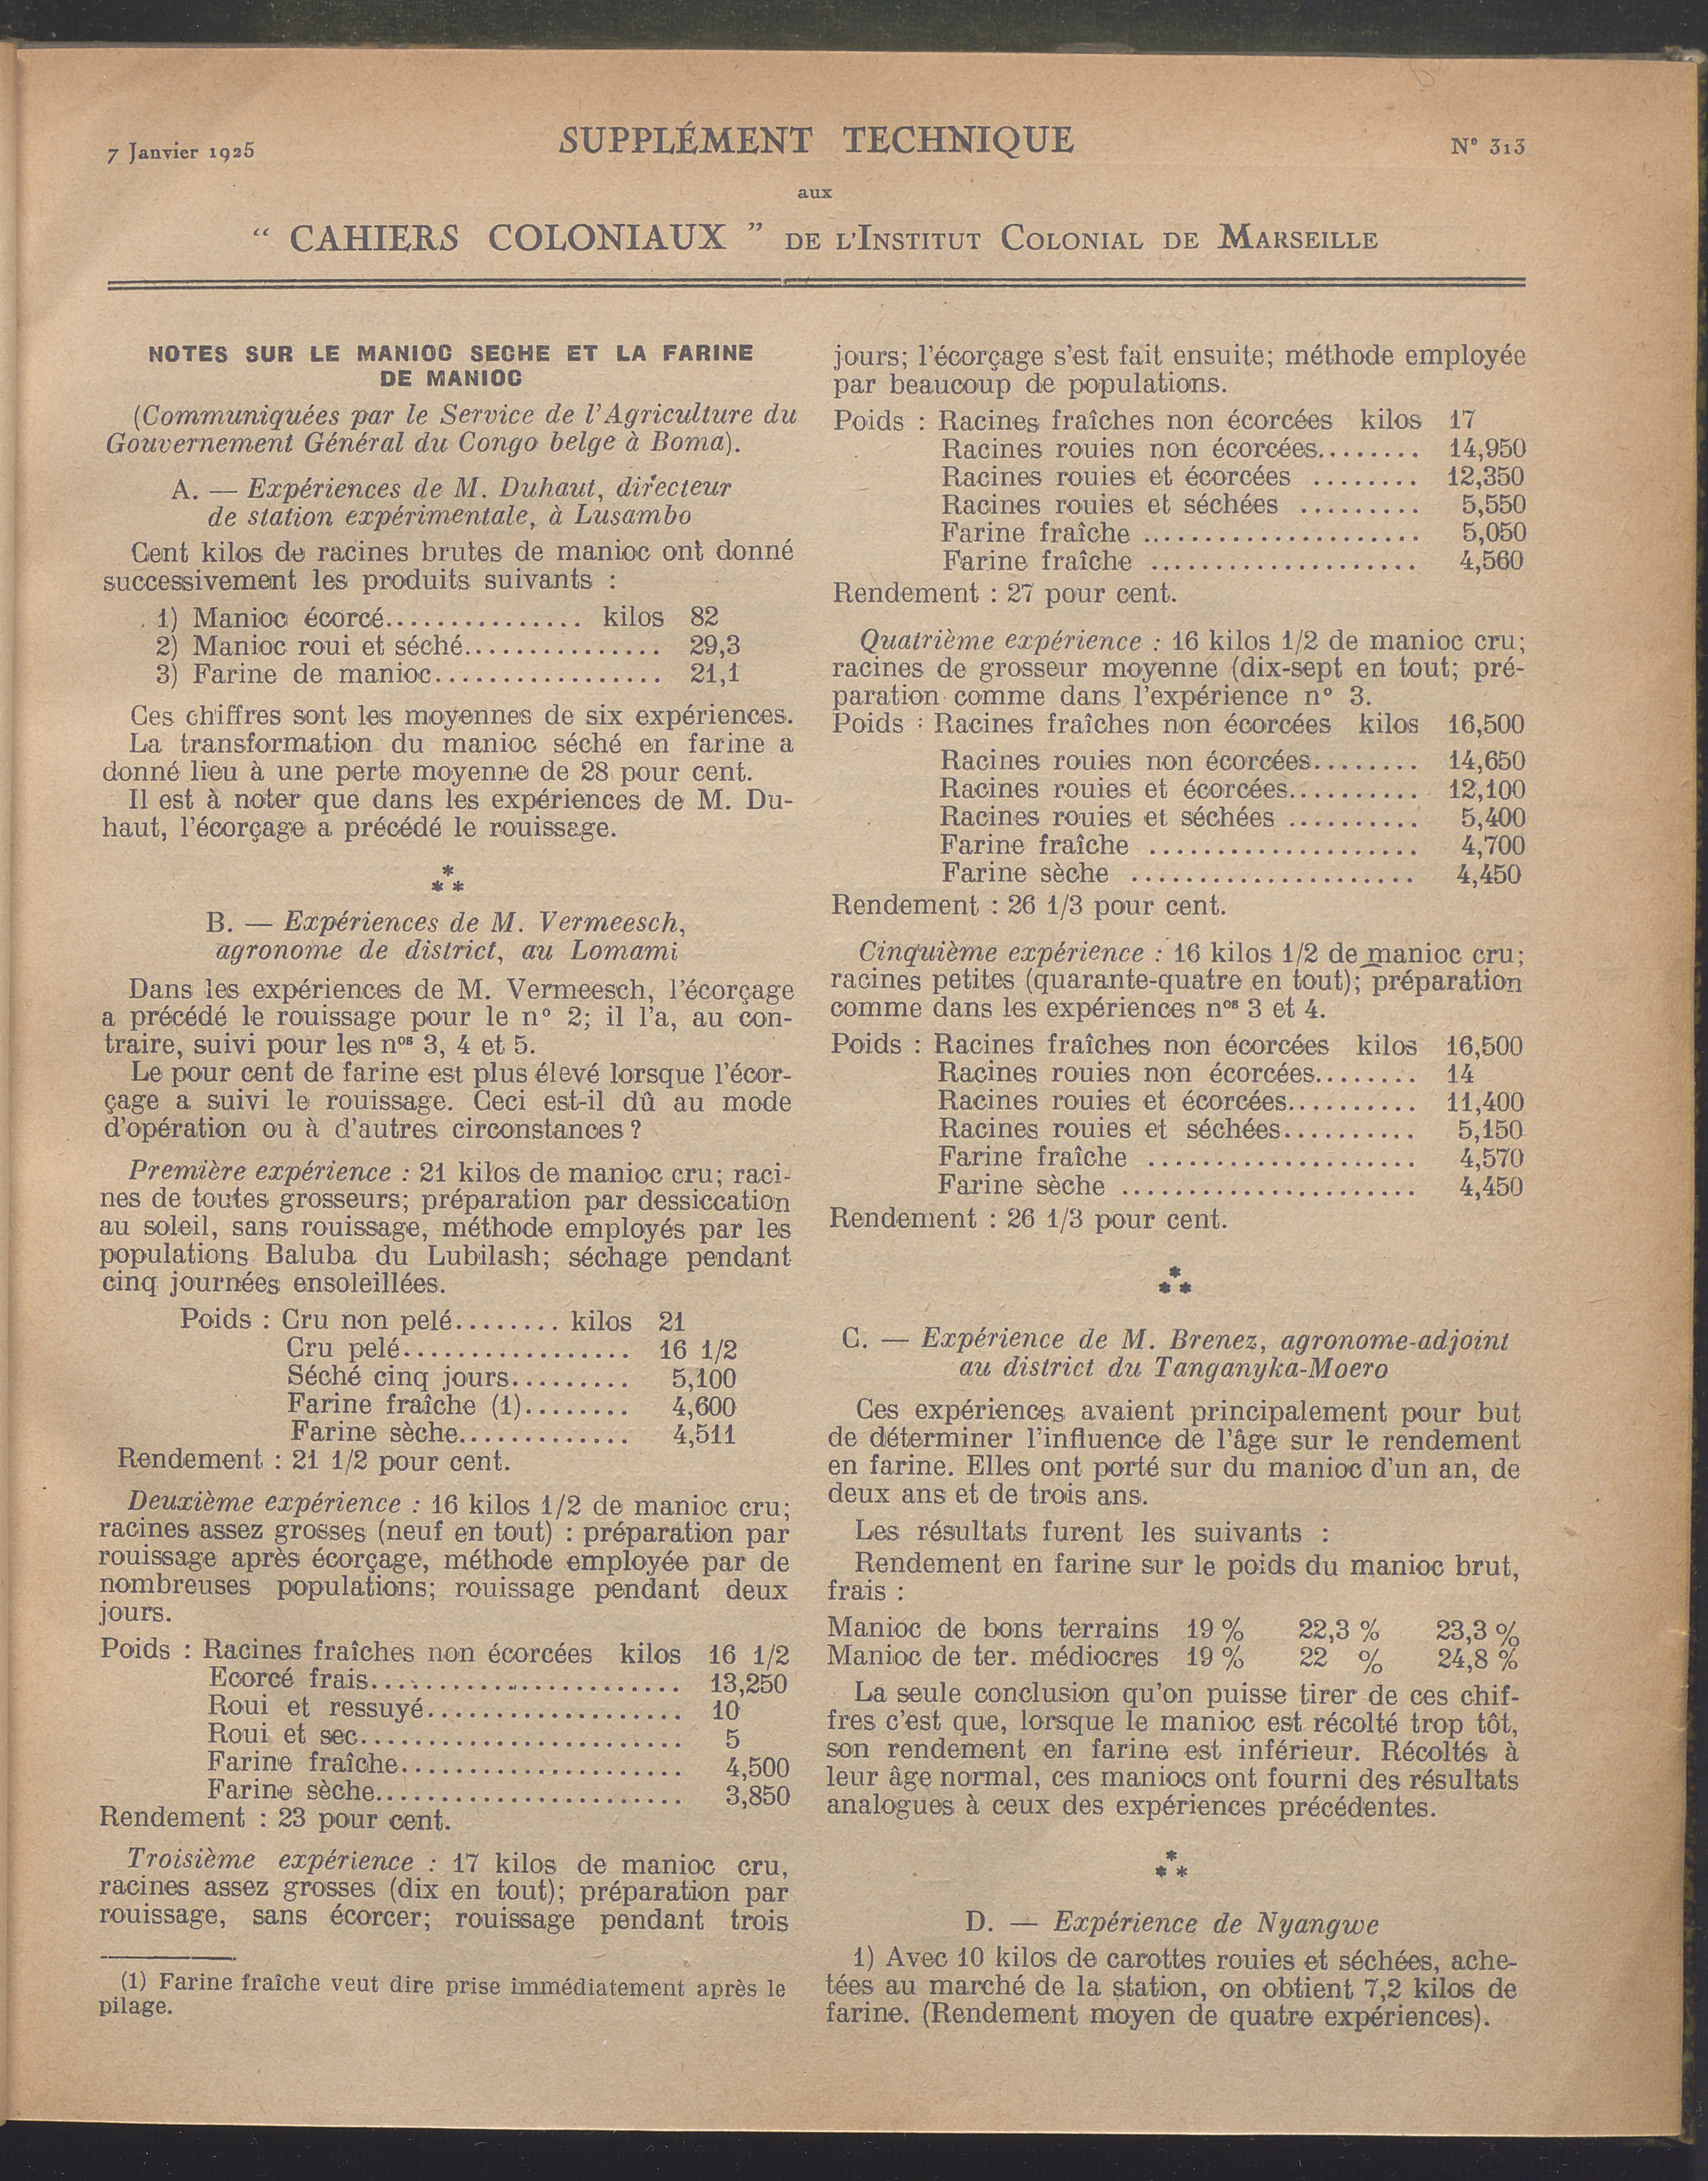 7 Janvier 1925
SUPPLÉMENT TECHNIQUE
N° 313
aux
“ CAHIERS COLONIAUX ” DE L'INSTITUT COLONIAL DE MARSEILLE
NOTES SUR LE MANIOC SECHE ET LA FARINE
DE MANIOC
(Communiquées par le Service de l'Agriculture du
Gouvernement Général du Congo belge à Boma).
A. — Expériences de M. Duhaut, directeur
de station expérimentale, à Lusambo
Cent kilos de racines brutes de manioc ont donné
successivement les produits suivants :
1) Manioc écorcé............... kilos 82
2) Manioc roui et séché............... 29,3
3) Farine de manioc................. 21,1
Ces chiffres sont les moyennes de six expériences.
La transformation du manioc séché en farine a
donné lieu à une perte moyenne de 28 pour cent.
Il est à noter que dans les expériences de M. Du-
haut, l'écorçage a précédé le rouissage.
*
* *
B. — Expériences de M. Vermeesch,
agronome de district, au Lomami
Dans les expériences de M. Vermeesch, l'écorçage
a précédé le rouissage pour le n° 2; il l'a, au con-
traire, suivi pour les nos 3, 4 et 5.
Le pour cent de farine est plus élevé lorsque l'écor-
çage a suivi le rouissage. Ceci est-il dû au mode
d'opération ou à d'autres circonstances ?
Première expérience : 21 kilos de manioc cru; raci-
nes de toutes grosseurs; préparation par dessiccation
au soleil, sans rouissage, méthode employés par les
populations Baluba du Lubilash; séchage pendant
cinq journées ensoleillées.
Poids : Cru non pelé........ kilos 21
Cru pelé................. 16 1/2
Séché cinq jours......... 5,100
Farine fraîche (1)........ 4,600
Farine sèche............. 4,511
Rendement : 21 1/2 pour cent.
Deuxième expérience : 16 kilos 1/2 de manioc cru;
racines assez grosses (neuf en tout) : préparation par
rouissage après écorçage, méthode employée par de
nombreuses populations; rouissage pendant deux
jours.
Poids : Racines fraîches non écorcées kilos 16 1/2
Ecorcé frais....................... 13,250
Roui et ressuyé................... 10
Roui et sec........................ 5
Farine fraîche..................... 4,500
Farine sèche....................... 3,850
Rendement : 23 pour cent.
Troisième expérience : 17 kilos de manioc cru,
racines assez grosses (dix en tout); préparation par
rouissage, sans écorcer; rouissage pendant trois
(1) Farine fraîche veut dire prise immédiatement après le
pilage.
jours; l'écorçage s'est fait ensuite; méthode employée
par beaucoup de populations.
Poids : Racines fraîches non écorcées kilos 17
Racines rouies non écorcées........ 14,950
Racines rouies et écorcées ........ 12,350
Racines rouies et séchées ......... 5,550
Farine fraîche ..................... 5,050
Farine fraîche .................... 4,560
Rendement : 27 pour cent.
Quatrième expérience : 16 kilos 1/2 de manioc cru;
racines de grosseur moyenne (dix-sept en tout; pré-
paration comme dans l'expérience n° 3.
Poids : Racines fraîches non écorcées kilos 16,500
Racines rouies non écorcées........ 14,650
Racines rouies et écorcées.......... 12,100
Racines rouies et séchées .......... 5,400
Farine fraîche .................... 4,700
Farine sèche ..................... 4,450
Rendement : 26 1/3 pour cent.
Cinquième expérience : 16 kilos 1/2 de manioc cru;
racines petites (quarante-quatre en tout); préparation
comme dans les expériences nos 3 et 4.
Poids : Racines fraîches non écorcées kilos 16,500
Racines rouies non écorcées........ 14
Racines rouies et écorcées.......... 11,400
Racines rouies et séchées.......... 5,150
Farine fraîche .................... 4,570
Farine sèche ...................... 4,450
Rendement : 26 1/3 pour cent.
*
* *
C. — Expérience de M. Brenez, agronome-adjoint
au district du Tanganyka-Moero
Ces expériences avaient principalement pour but
de déterminer l'influence de l'âge sur le rendement
en farine. Elles ont porté sur du manioc d'un an, de
deux ans et de trois ans.
Les résultats furent les suivants :
Rendement en farine sur le poids du manioc brut,
frais :
Manioc de bons terrains 19 % 22,3 % 23,3 %
Manioc de ter. médiocres 19 % 22 % 24,8 %
La seule conclusion qu'on puisse tirer de ces chif-
fres c'est que, lorsque le manioc est récolté trop tôt,
son rendement en farine est inférieur. Récoltés à
leur âge normal, ces maniocs ont fourni des résultats
analogues à ceux des expériences précédentes.
*
* *
D. — Expérience de Nyangwe
1) Avec 10 kilos de carottes rouies et séchées, ache-
tées au marché de la station, on obtient 7,2 kilos de
farine. (Rendement moyen de quatre expériences).